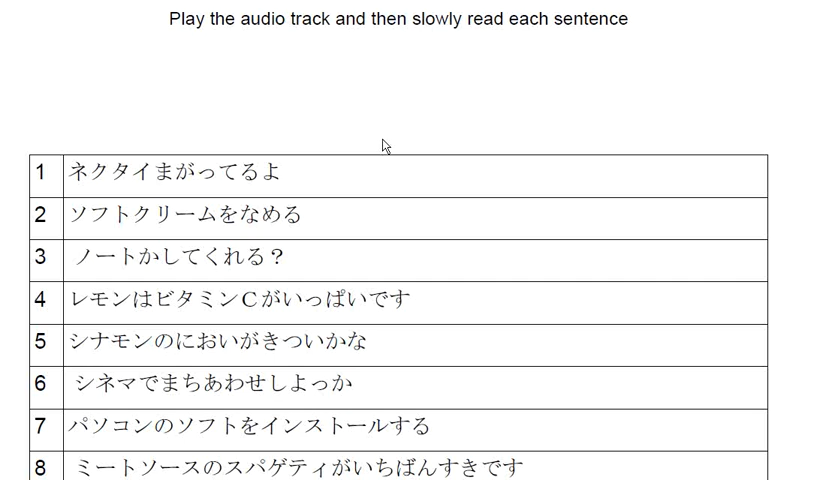 Play the audio track and then slowly read each sentence
1 ネクタイまがってるよ
2 ソフトクリームをなめる
3 ノートかしてくれる？
4 レモンはビタミンＣがいっぱいです
5 シナモンのにおいがきついかな
6 シネマでまちあわせしよっか
7 パソコンのソフトをインストールする
8 ミートソースのスパゲティがいちばんすきです